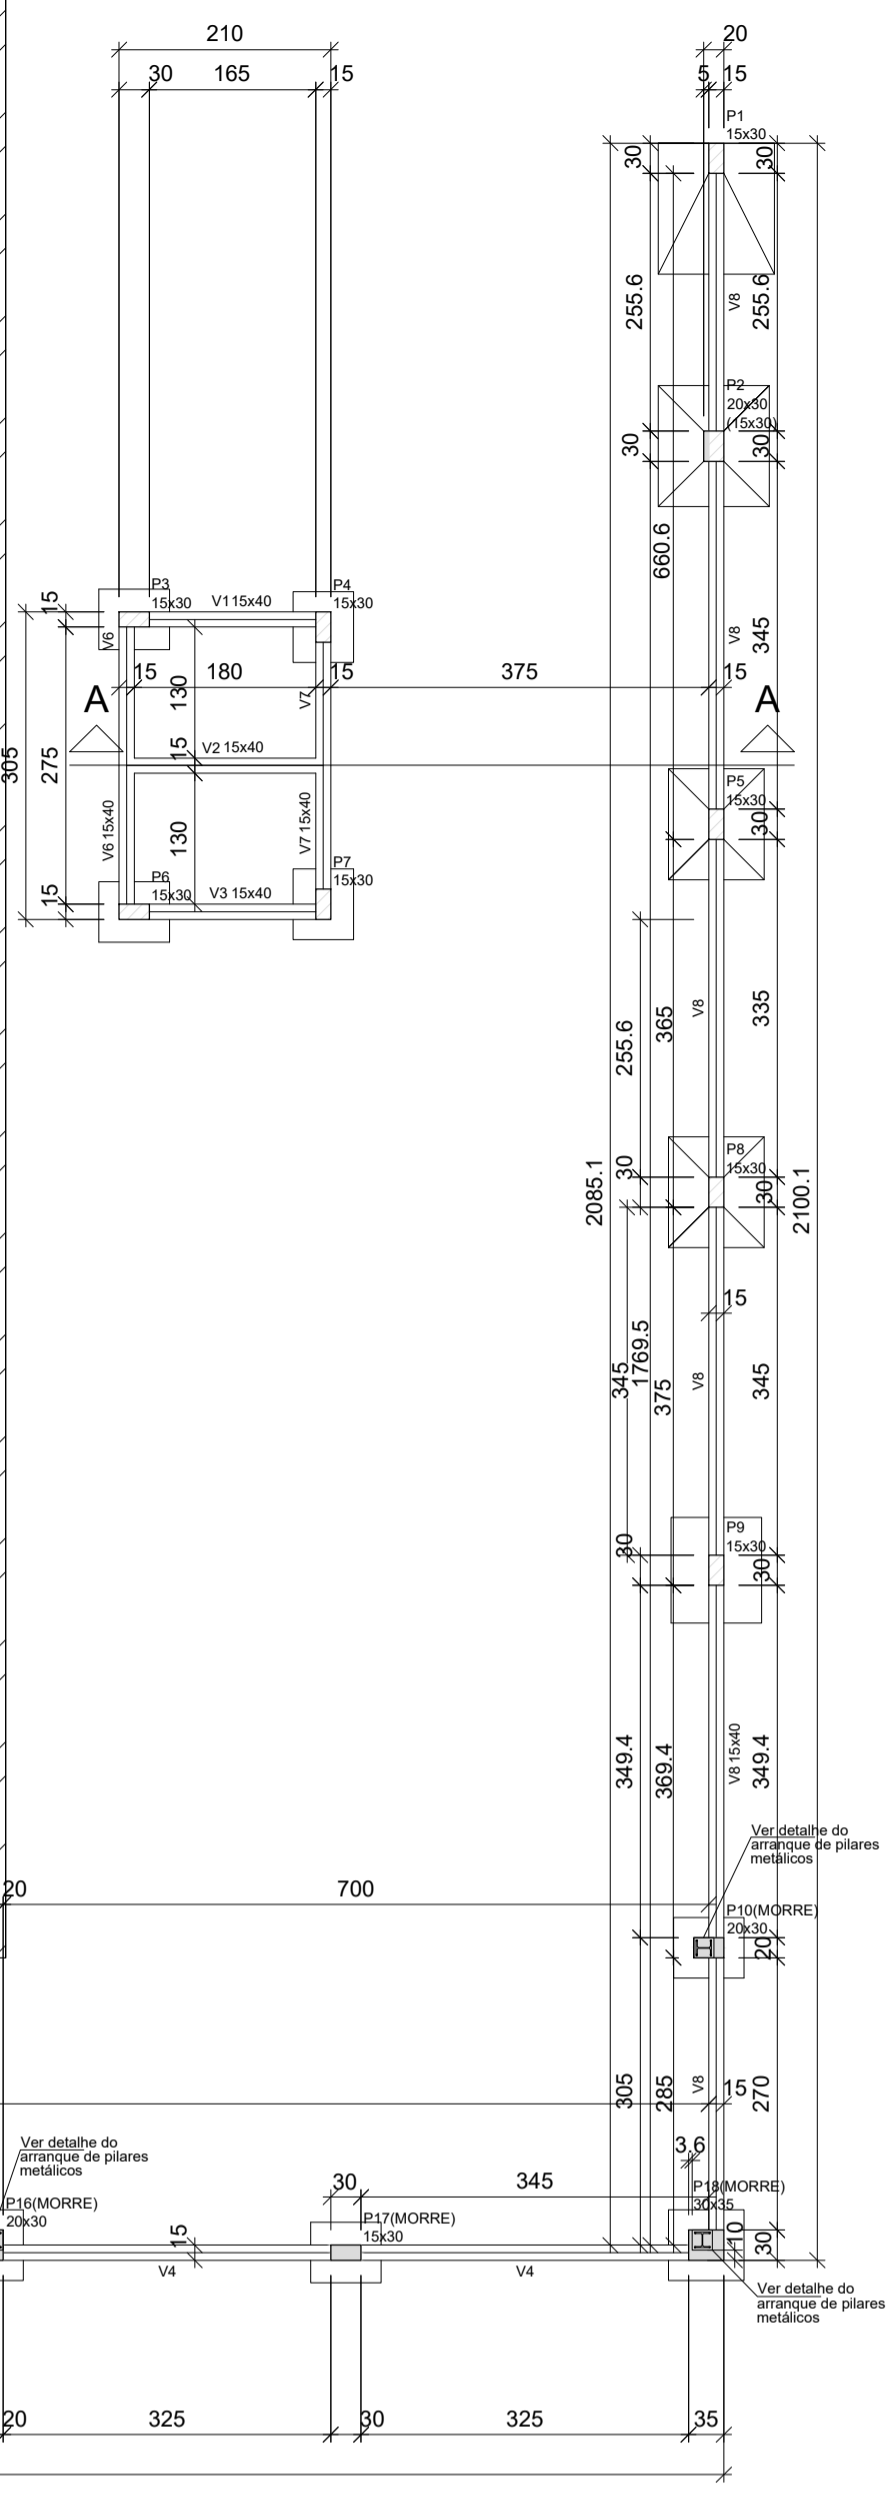 210
20
30
165
15
5
15
P1
15x30
30
30
255.6
V8
255.6
P2
20x30
(15x30)
30
30
660.6
P3
15x30
V1 15x40
P4
15x30
15
V6
V8
345
15
180
15
375
15
130
V7
A
A
305
275
15
V2 15x40
P5
15x30
30
V6 15x40
130
V7 15x40
P6
15x30
V3 15x40
P7
15x30
15
255.6
365
V8
335
P8
15x30
30
30
2085.1
2100.1
15
345
1769.5
375
V8
345
P9
15x30
30
30
349.4
369.4
V8 15x40
349.4
Ver detalhe do
arranque de pilares
metálicos
20
700
P10(MORRE)
20x30
20
305
285
V8
15
270
Ver detalhe do
arranque de pilares
metálicos
3.6
30
345
P18(MORRE)
30x35
P16(MORRE)
20x30
P17(MORRE)
15x30
15
10
30
V4
V4
Ver detalhe do
arranque de pilares
metálicos
20
325
30
325
35